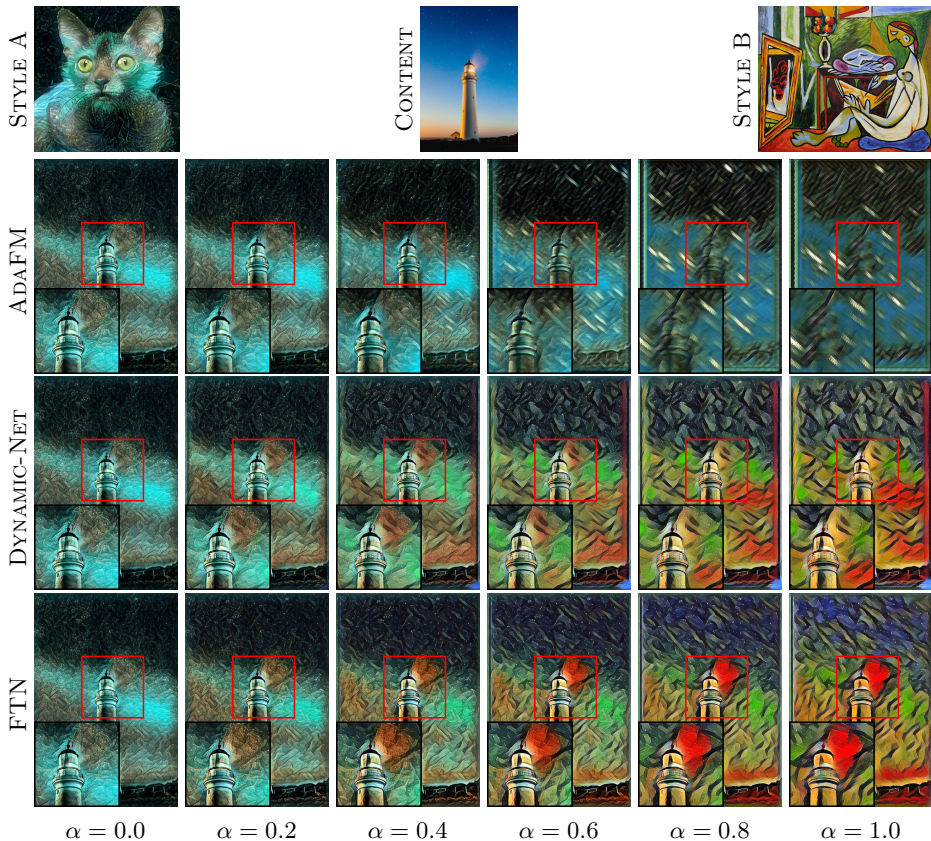 STYLE A
CONTENT
STYLE B
ADAFM
DYNAMIC-NET
FTN
α = 0.0 α = 0.2 α = 0.4 α = 0.6 α = 0.8 α = 1.0